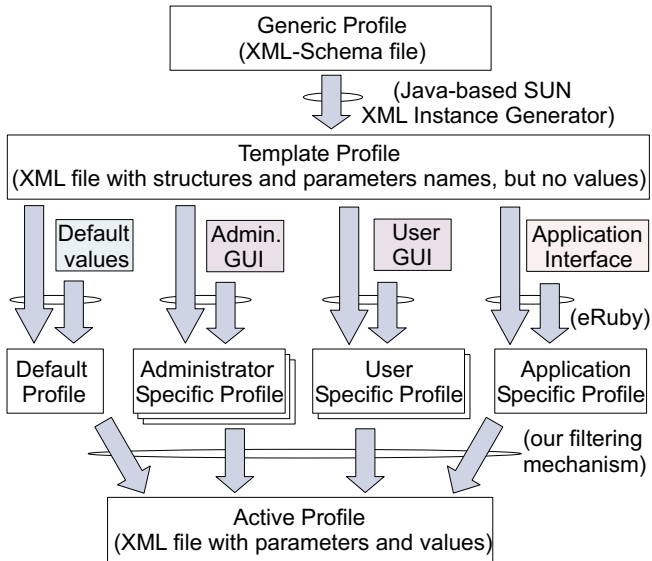 Generic Profile
(XML-Schema file)
(Java-based SUN
XML Instance Generator)
Template Profile
(XML file with structures and parameters names, but no values)
Default
values
Admin.
GUI
User
GUI
Application
Interface
(eRuby)
Default
Profile
Administrator
Specific Profile
User
Specific Profile
Application
Specific Profile
(our filtering
mechanism)
Active Profile
(XML file with parameters and values)